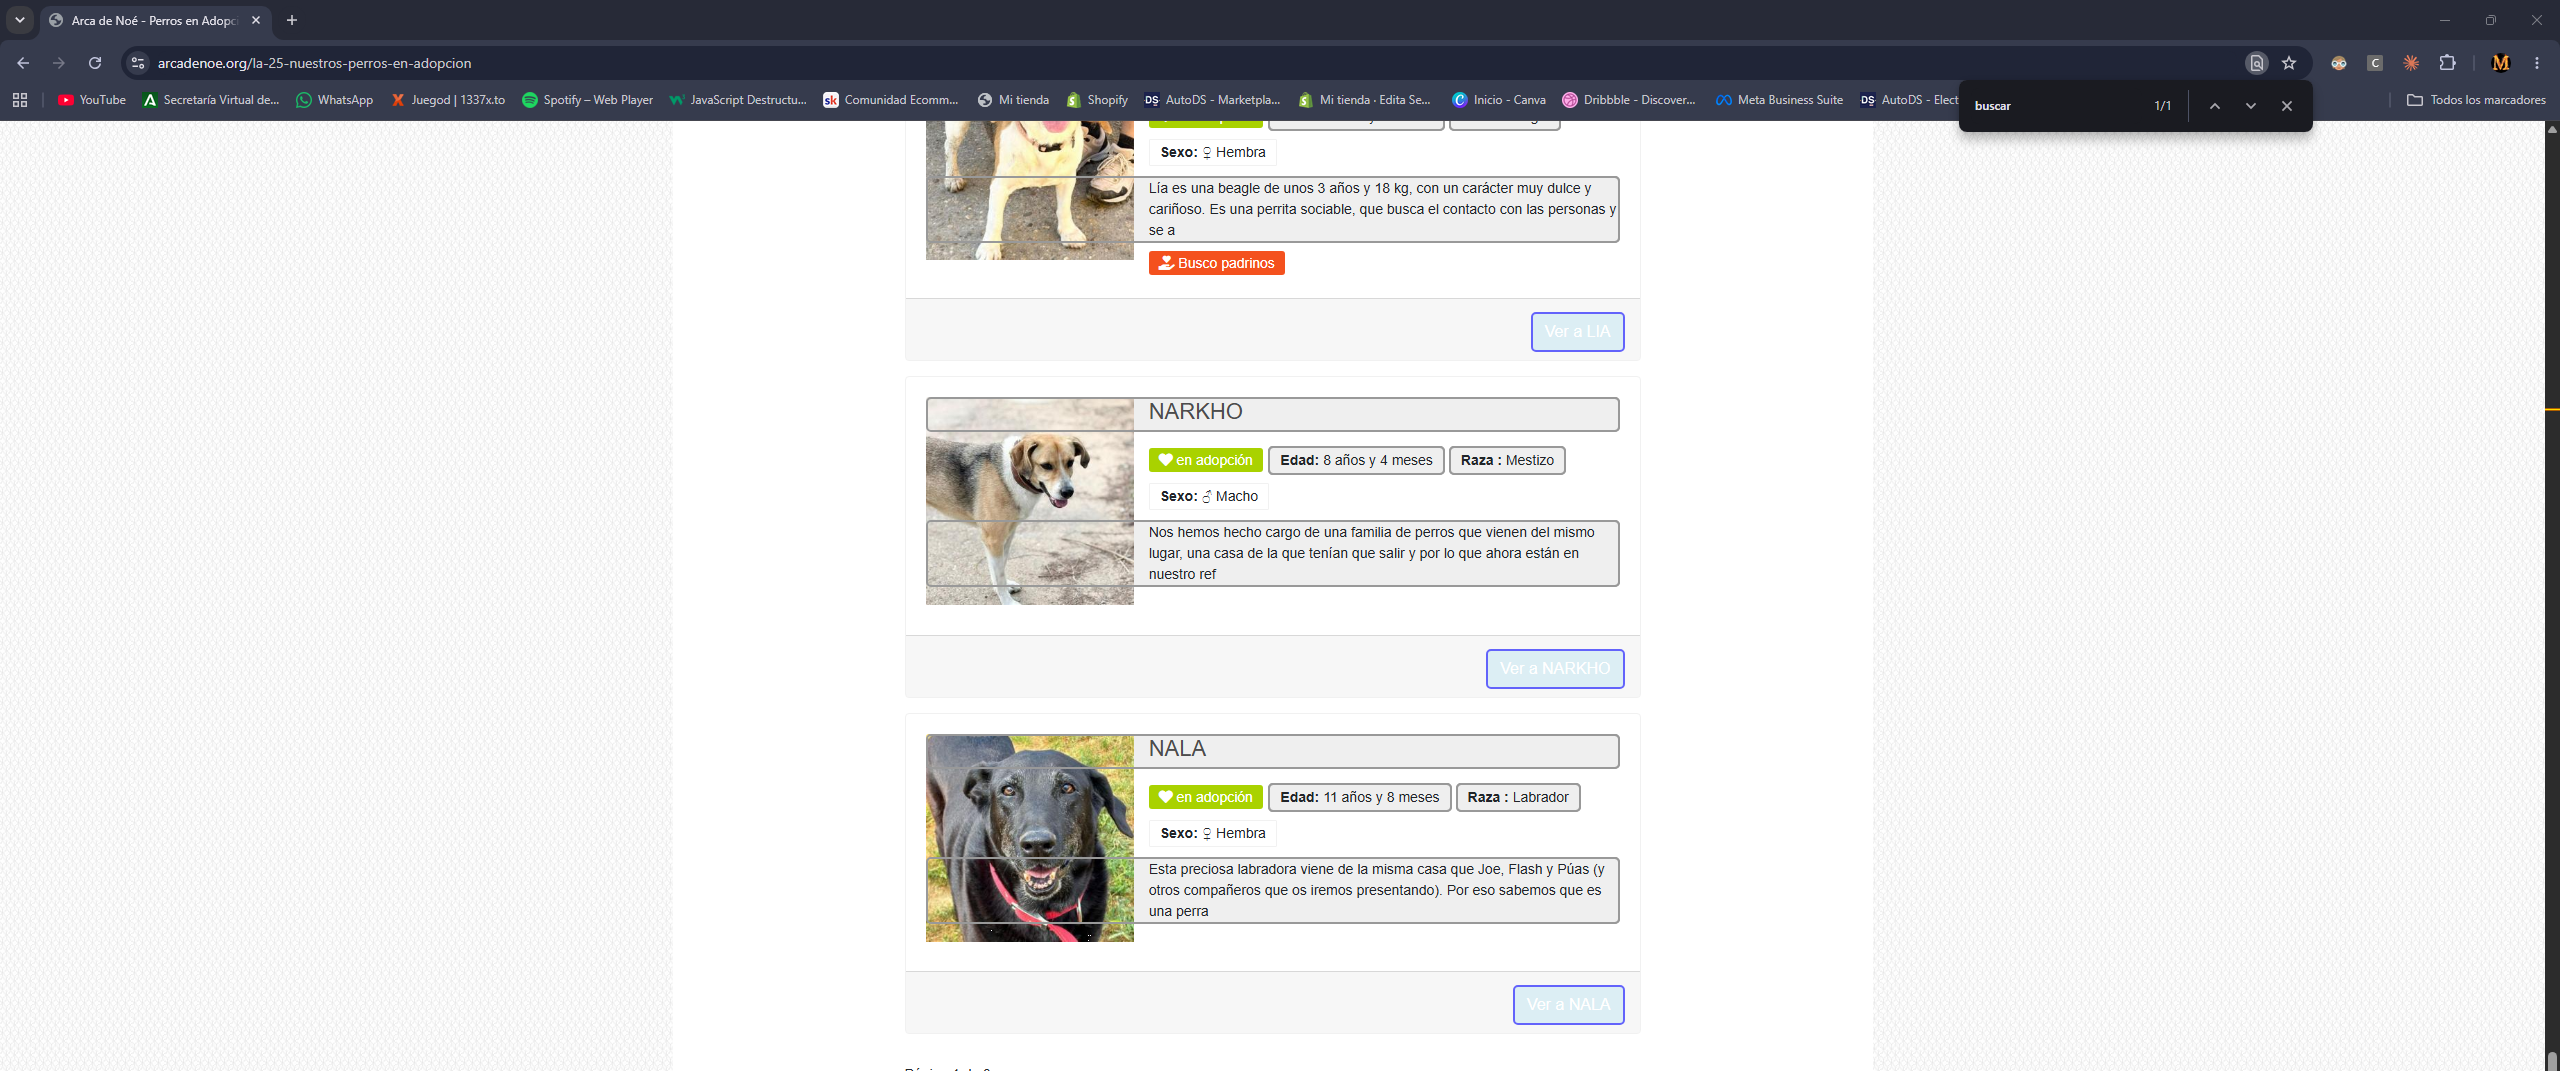 Arca de Noé - Perros en Adopci
arcadenoe.org/la-25-nuestros-perros-en-adopcion
YouTube
Secretaría Virtual de...
WhatsApp
Juegod | 1337x.to
Spotify – Web Player
JavaScript Destructu...
Comunidad Ecomm...
Mi tienda
Shopify
AutoDS - Marketpla...
Mi tienda · Edita Se...
Inicio - Canva
Dribbble - Discover...
Meta Business Suite
AutoDS - Elect
Todos los marcadores
buscar 1/1
Sexo: ♀ Hembra
Lía es una beagle de unos 3 años y 18 kg, con un carácter muy dulce y
cariñoso. Es una perrita sociable, que busca el contacto con las personas y
se a
Busco padrinos
Ver a LIA
NARKHO
en adopción Edad: 8 años y 4 meses Raza : Mestizo
Sexo: ♂ Macho
Nos hemos hecho cargo de una familia de perros que vienen del mismo
lugar, una casa de la que tenían que salir y por lo que ahora están en
nuestro ref
Ver a NARKHO
NALA
en adopción Edad: 11 años y 8 meses Raza : Labrador
Sexo: ♀ Hembra
Esta preciosa labradora viene de la misma casa que Joe, Flash y Púas (y
otros compañeros que os iremos presentando). Por eso sabemos que es
una perra
Ver a NALA